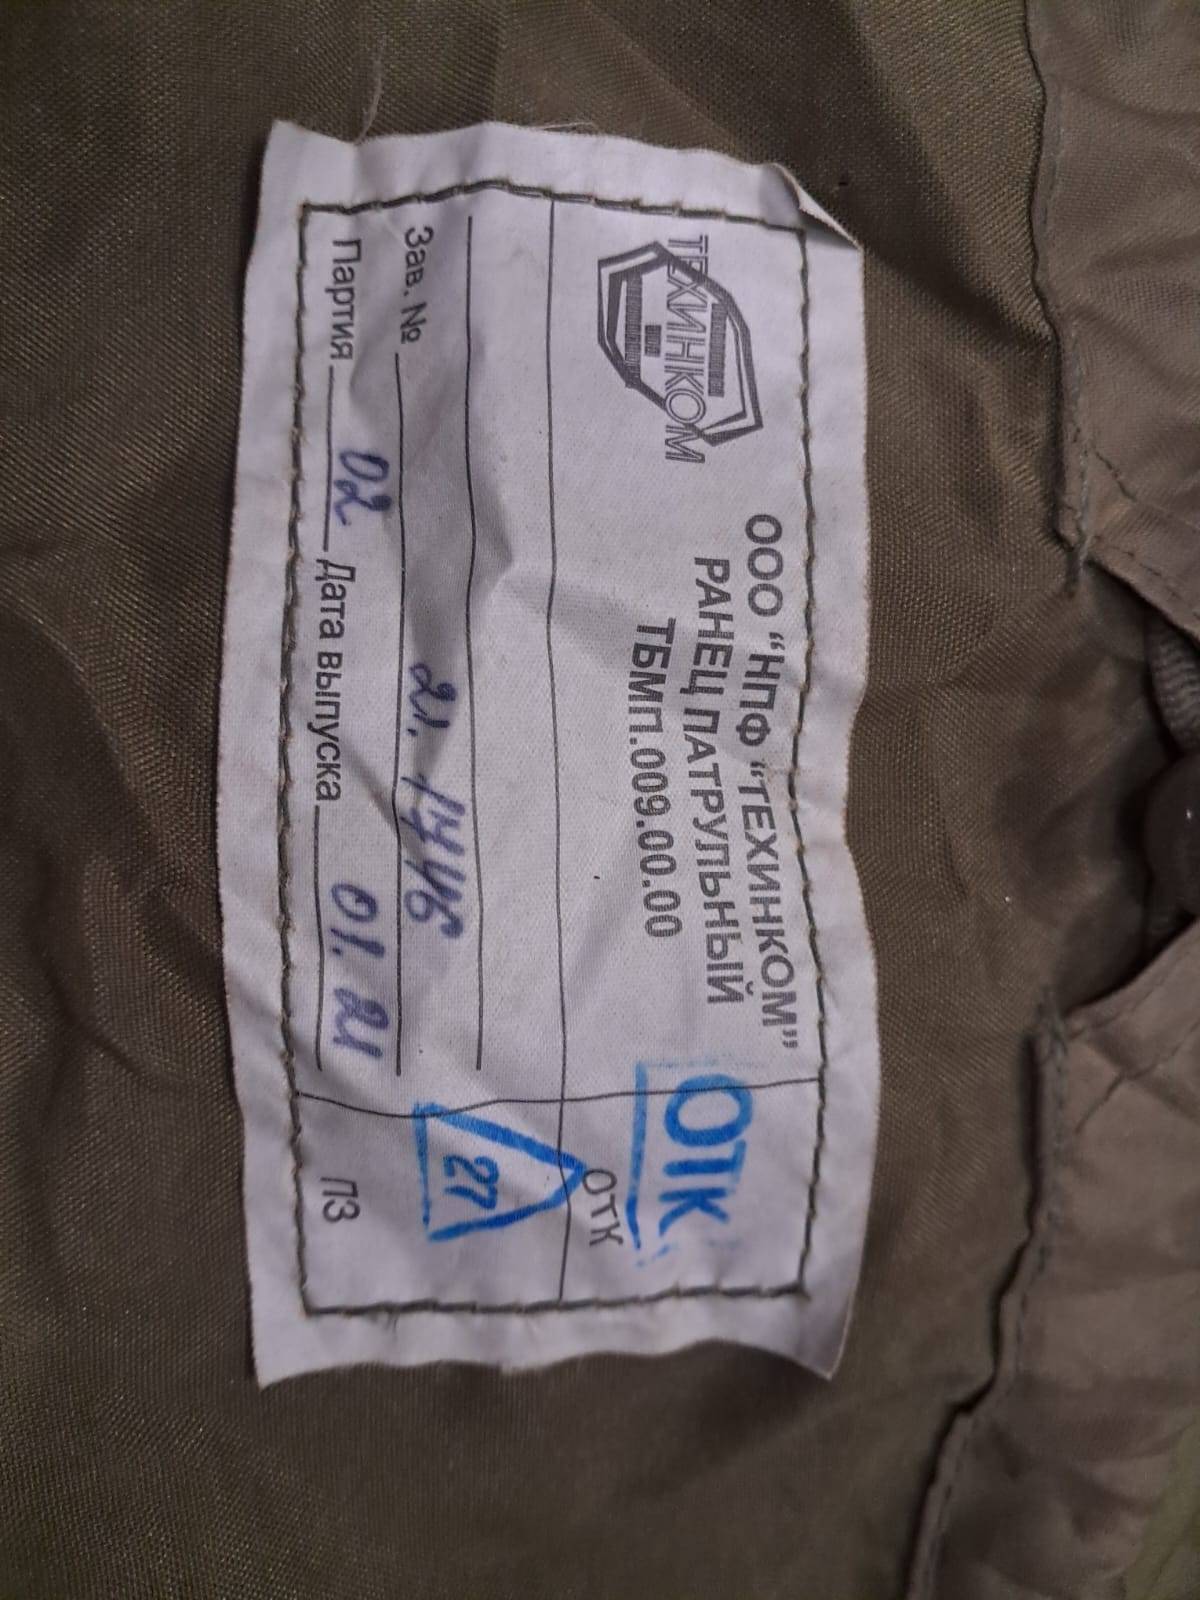 ТЕХИНКОМ
ООО “НПФ “ТЕХИНКОМ”
РАНЕЦ ПАТРУЛЬНЫЙ
ТБМП.009.00.00
ОТК
ОТК
27
Зав. № 21.1446
Партия 02 Дата выпуска 01.21
ПЗ